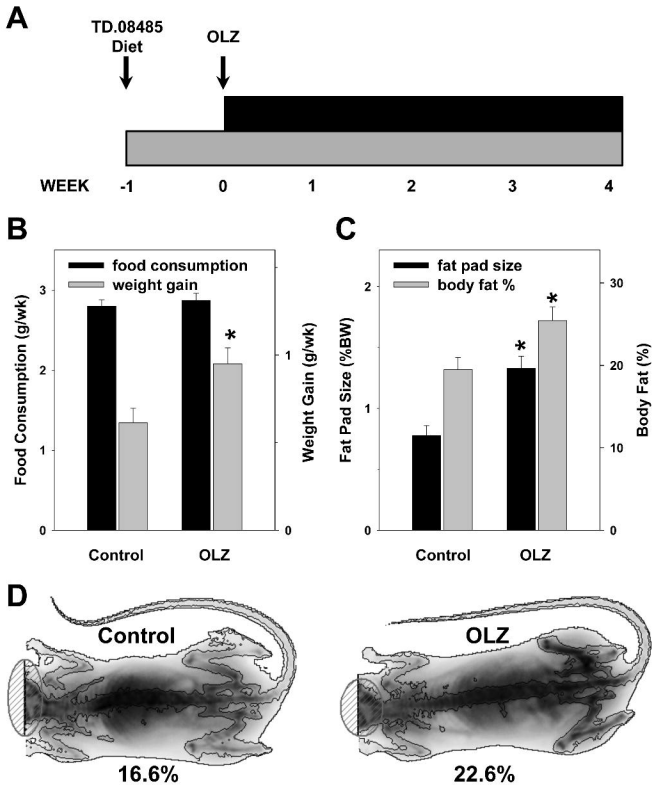 A
TD.08485
Diet
OLZ
WEEK -1 0 1 2 3 4
B
food consumption
weight gain
Food Consumption (g/wk)
3
2
1
0
*
Weight Gain (g/wk)
1
0
Control OLZ
C
fat pad size
body fat %
Fat Pad Size (%BW)
2
1
0
* *
Body Fat (%)
30
20
10
0
Control OLZ
D
Control OLZ
16.6% 22.6%